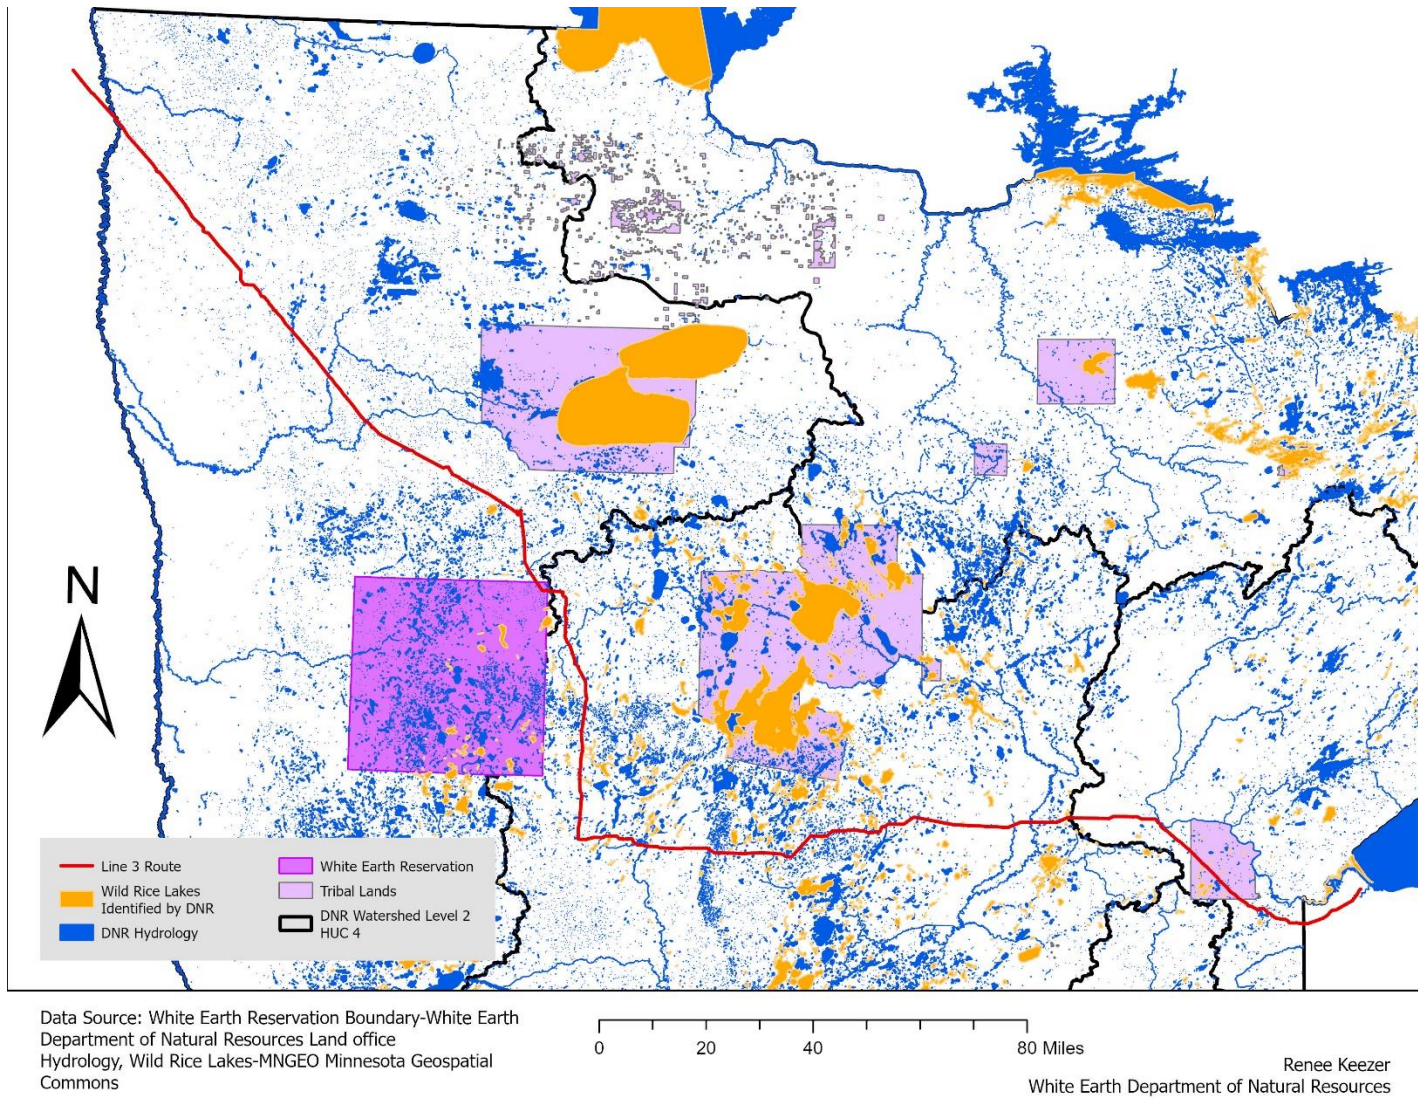 N
Line 3 Route
Wild Rice Lakes
Identified by DNR
DNR Hydrology
White Earth Reservation
Tribal Lands
DNR Watershed Level 2
HUC 4
Data Source: White Earth Reservation Boundary-White Earth
Department of Natural Resources Land office
Hydrology, Wild Rice Lakes-MNGEO Minnesota Geospatial
Commons
0 20 40 80 Miles
Renee Keezer
White Earth Department of Natural Resources